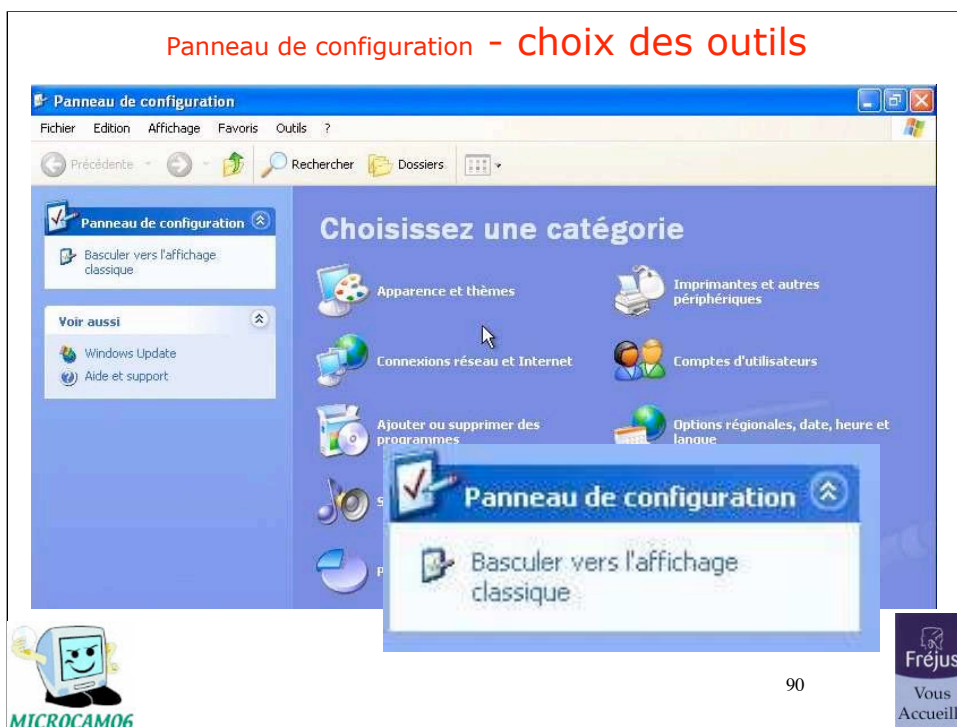 Panneau de configuration - choix des outils
Panneau de configuration
Fichier Edition Affichage Favoris Outils ?
Précédente Rechercher Dossiers
Panneau de configuration
Basculer vers l'affichage
classique
Voir aussi
Windows Update
Aide et support
Choisissez une catégorie
Apparence et thèmes
Imprimantes et autres
périphériques
Connexions réseau et Internet
Comptes d'utilisateurs
Ajouter ou supprimer des
programmes
Options régionales, date, heure et
langue
Panneau de configuration
Basculer vers l'affichage
classique
MICROCAM06
90
Fréjus
Vous
Accueill